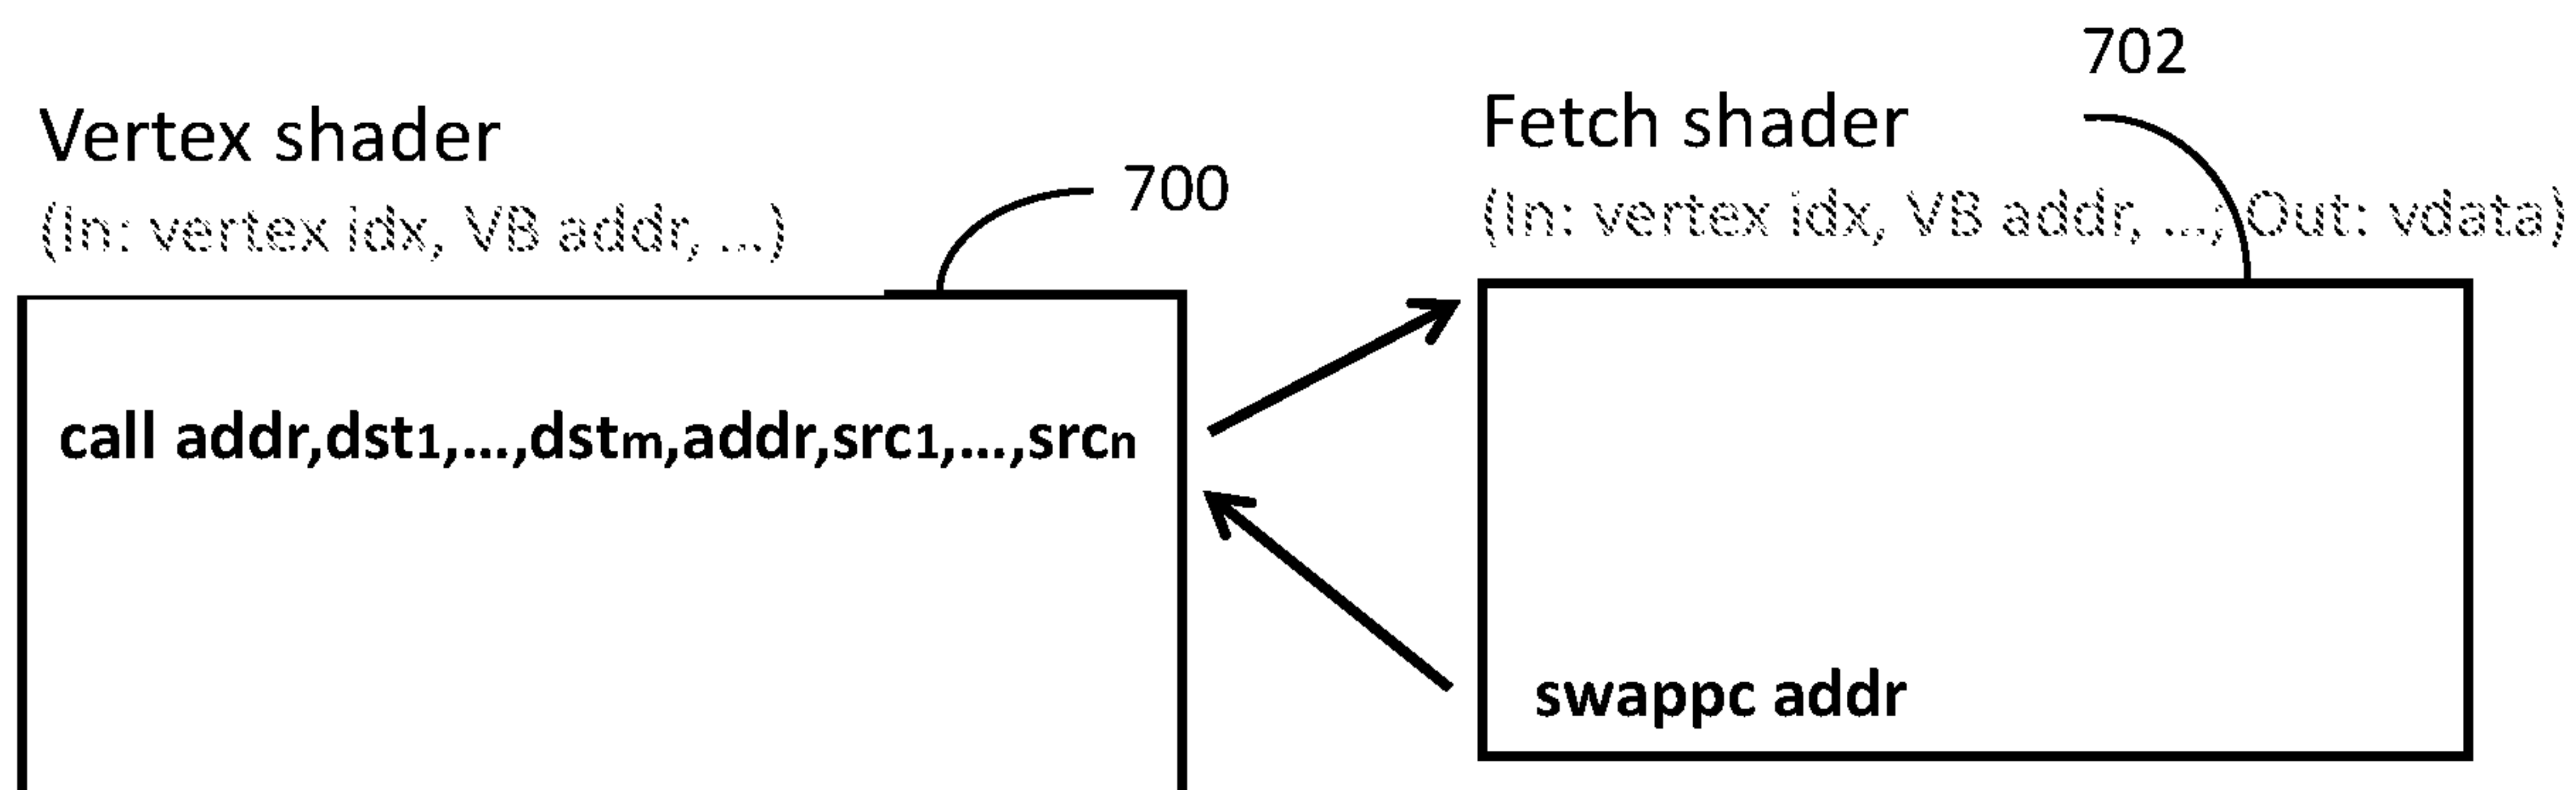 Vertex shader
(In: vertex idx, VB addr, ...)
700
call addr,dst1,...,dstm,addr,src1,...,srcn
702
Fetch shader
(In: vertex idx, VB addr, ...; Out: vdata)
swappc addr